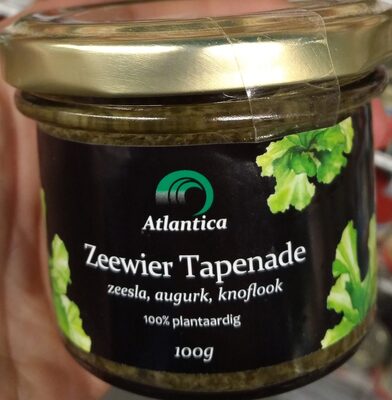 Atlantica
Zeewier Tapenade
zeesla, augurk, knoflook
100% plantaardig
100g